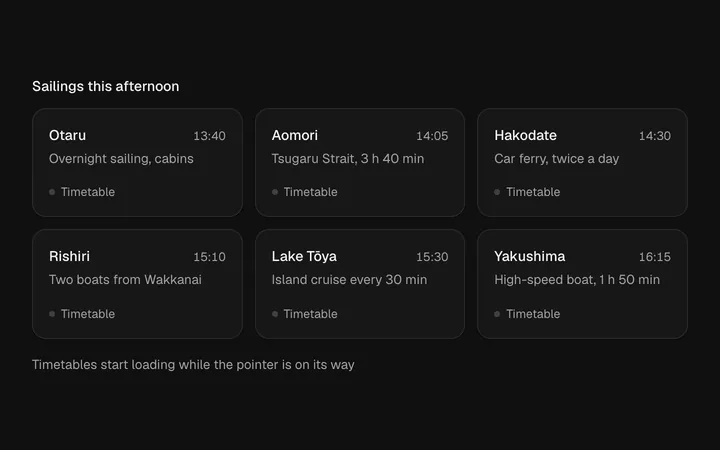 Sailings this afternoon
Otaru 13:40
Overnight sailing, cabins
Timetable
Aomori 14:05
Tsugaru Strait, 3 h 40 min
Timetable
Hakodate 14:30
Car ferry, twice a day
Timetable
Rishiri 15:10
Two boats from Wakkanai
Timetable
Lake Tōya 15:30
Island cruise every 30 min
Timetable
Yakushima 16:15
High-speed boat, 1 h 50 min
Timetable
Timetables start loading while the pointer is on its way